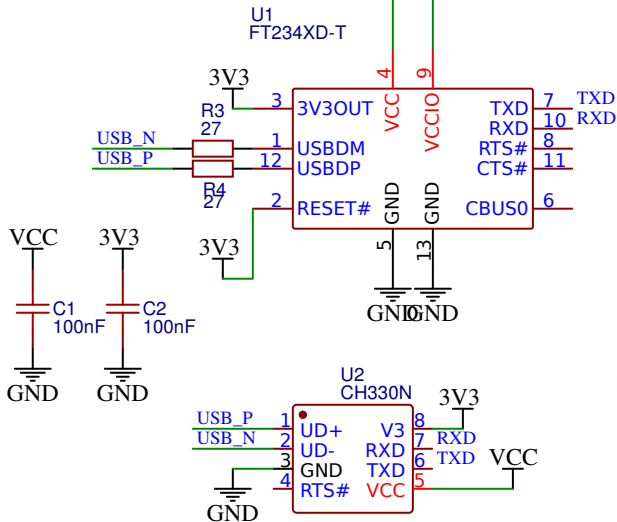 U1
FT234XD-T
4
9
3V3
3
3V3OUT
VCC
VCCIO
TXD
7
TXD
RXD
10
RXD
R3
27
USB_N
1
USBDM
RTS#
8
USB_P
12
USBDP
CTS#
11
R4
27
2
RESET#
GND
GND
CBUS0
6
3V3
5
13
GND
GND
VCC
3V3
C1
100nF
C2
100nF
GND
GND
U2
CH330N
3V3
USB_P
1
UD+
V3
8
USB_N
2
UD-
RXD
7
RXD
3
GND
TXD
6
TXD
4
RTS#
VCC
5
VCC
GND